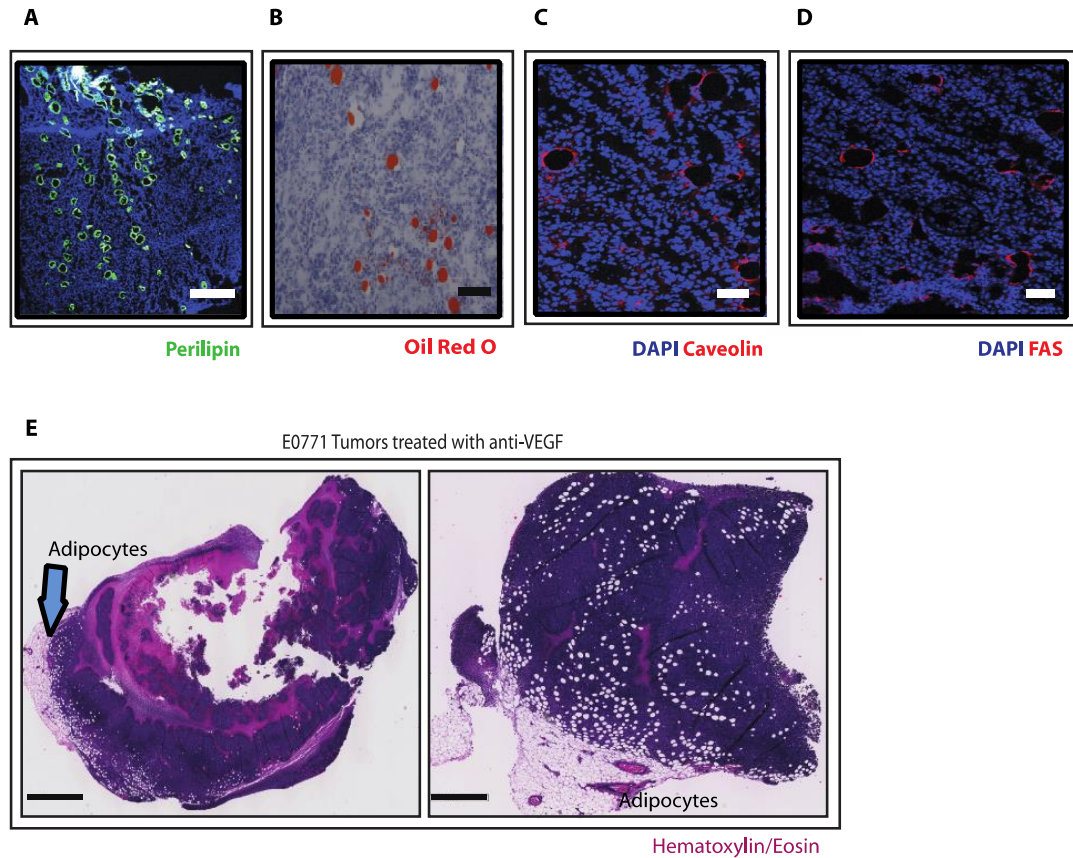 A
B
C
D
Perilipin
Oil Red O
DAPI Caveolin
DAPI FAS
E
E0771 Tumors treated with anti-VEGF
Adipocytes
Adipocytes
Hematoxylin/Eosin